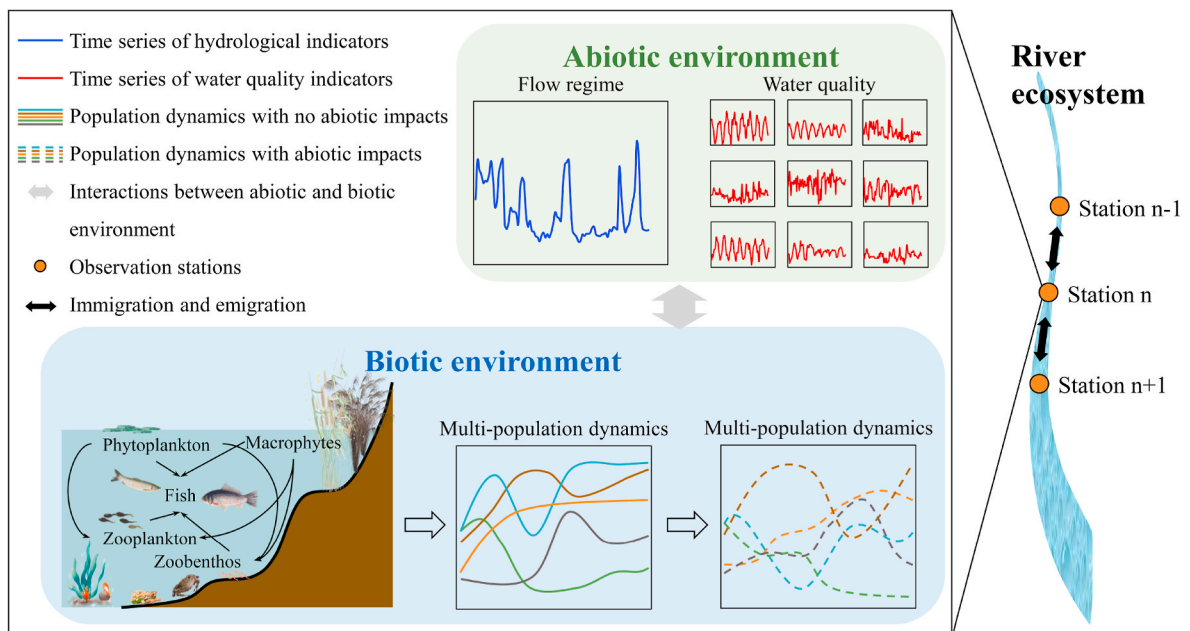 Time series of hydrological indicators
Time series of water quality indicators
Population dynamics with no abiotic impacts
Population dynamics with abiotic impacts
Interactions between abiotic and biotic
environment
Observation stations
Immigration and emigration
Abiotic environment
Flow regime
Water quality
River
ecosystem
Station n-1
Station n
Station n+1
Biotic environment
Phytoplankton
Macrophytes
Fish
Zooplankton
Zoobenthos
Multi-population dynamics
Multi-population dynamics